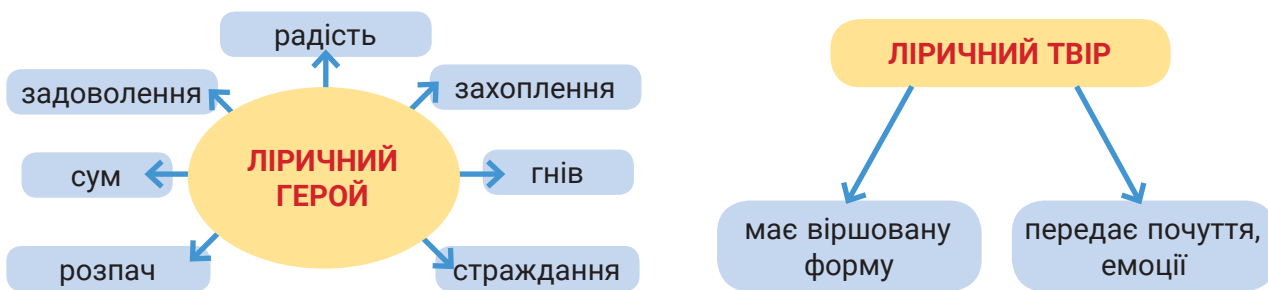 радість
задоволення
захоплення
ЛІРИЧНИЙ
ГЕРОЙ
сум
гнів
розпач
страждання
ЛІРИЧНИЙ ТВІР
має віршовану
форму
передає почуття,
емоції